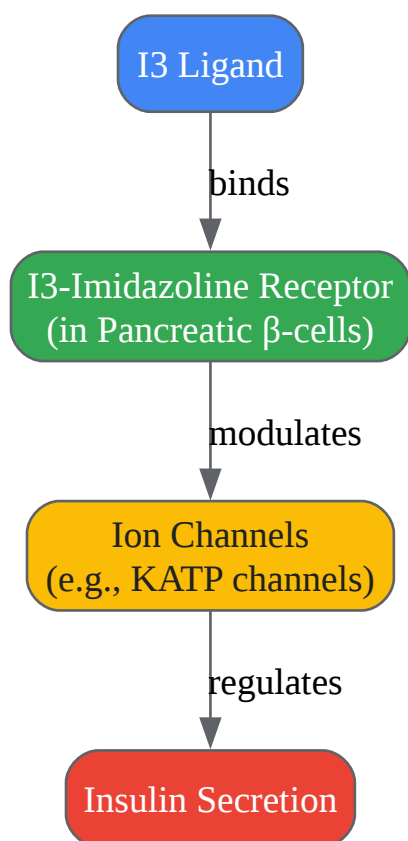 I3 Ligand
binds
I3-Imidazoline Receptor
(in Pancreatic β-cells)
modulates
Ion Channels
(e.g., KATP channels)
regulates
Insulin Secretion